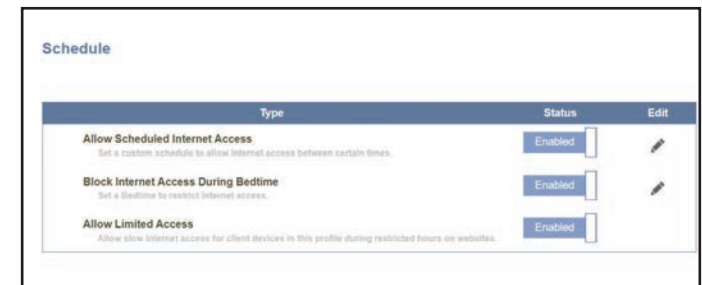 Schedule
Type Status Edit
Allow Scheduled Internet Access Enabled
Set a custom schedule to allow internet access between certain times.
Block Internet Access During Bedtime Enabled
Set a Bedtime to restrict internet access.
Allow Limited Access Enabled
Allow slow internet access for client devices in this profile during restricted hours on websites.